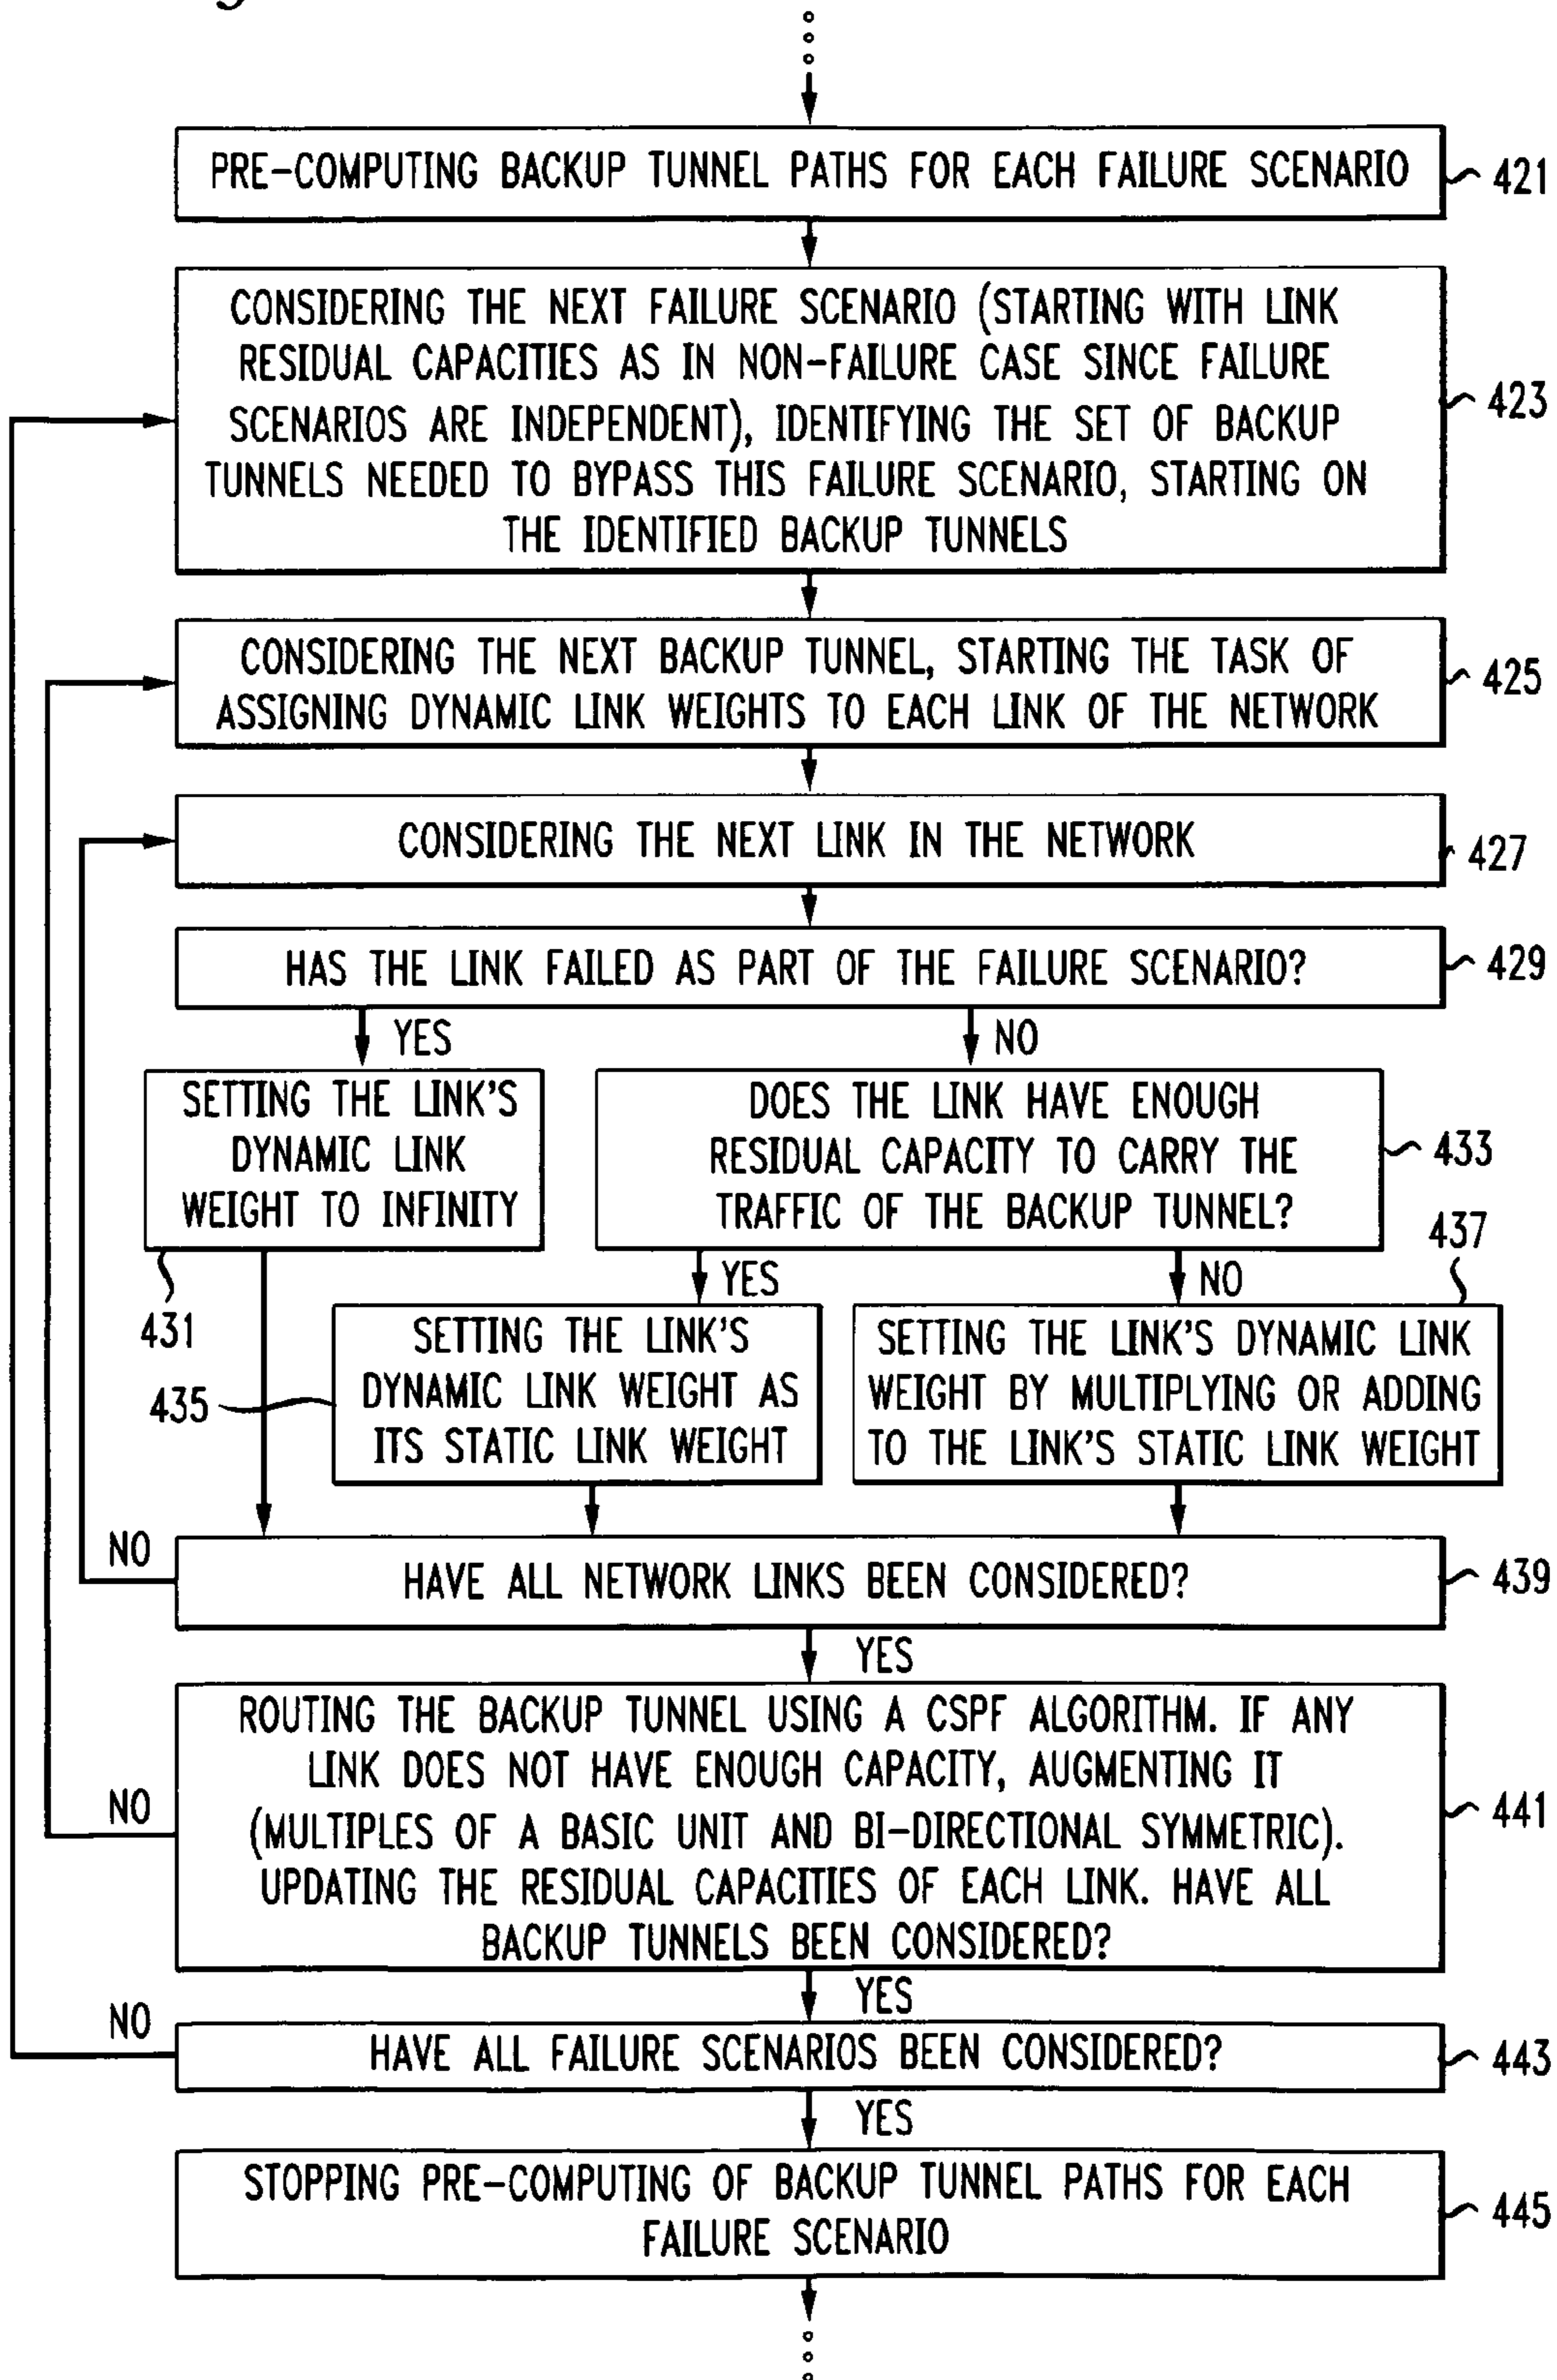 PRE-COMPUTING BACKUP TUNNEL PATHS FOR EACH FAILURE SCENARIO
421
CONSIDERING THE NEXT FAILURE SCENARIO (STARTING WITH LINK
RESIDUAL CAPACITIES AS IN NON-FAILURE CASE SINCE FAILURE
SCENARIOS ARE INDEPENDENT), IDENTIFYING THE SET OF BACKUP
TUNNELS NEEDED TO BYPASS THIS FAILURE SCENARIO, STARTING ON
THE IDENTIFIED BACKUP TUNNELS
423
CONSIDERING THE NEXT BACKUP TUNNEL, STARTING THE TASK OF
ASSIGNING DYNAMIC LINK WEIGHTS TO EACH LINK OF THE NETWORK
425
CONSIDERING THE NEXT LINK IN THE NETWORK
427
HAS THE LINK FAILED AS PART OF THE FAILURE SCENARIO?
429
YES
NO
SETTING THE LINK'S
DYNAMIC LINK
WEIGHT TO INFINITY
431
DOES THE LINK HAVE ENOUGH
RESIDUAL CAPACITY TO CARRY THE
TRAFFIC OF THE BACKUP TUNNEL?
433
YES
NO
437
SETTING THE LINK'S
DYNAMIC LINK WEIGHT AS
ITS STATIC LINK WEIGHT
435
SETTING THE LINK'S DYNAMIC LINK
WEIGHT BY MULTIPLYING OR ADDING
TO THE LINK'S STATIC LINK WEIGHT
NO
HAVE ALL NETWORK LINKS BEEN CONSIDERED?
439
YES
ROUTING THE BACKUP TUNNEL USING A CSPF ALGORITHM. IF ANY
LINK DOES NOT HAVE ENOUGH CAPACITY, AUGMENTING IT
(MULTIPLES OF A BASIC UNIT AND BI-DIRECTIONAL SYMMETRIC).
UPDATING THE RESIDUAL CAPACITIES OF EACH LINK. HAVE ALL
BACKUP TUNNELS BEEN CONSIDERED?
NO
441
YES
NO
HAVE ALL FAILURE SCENARIOS BEEN CONSIDERED?
443
YES
STOPPING PRE-COMPUTING OF BACKUP TUNNEL PATHS FOR EACH
FAILURE SCENARIO
445